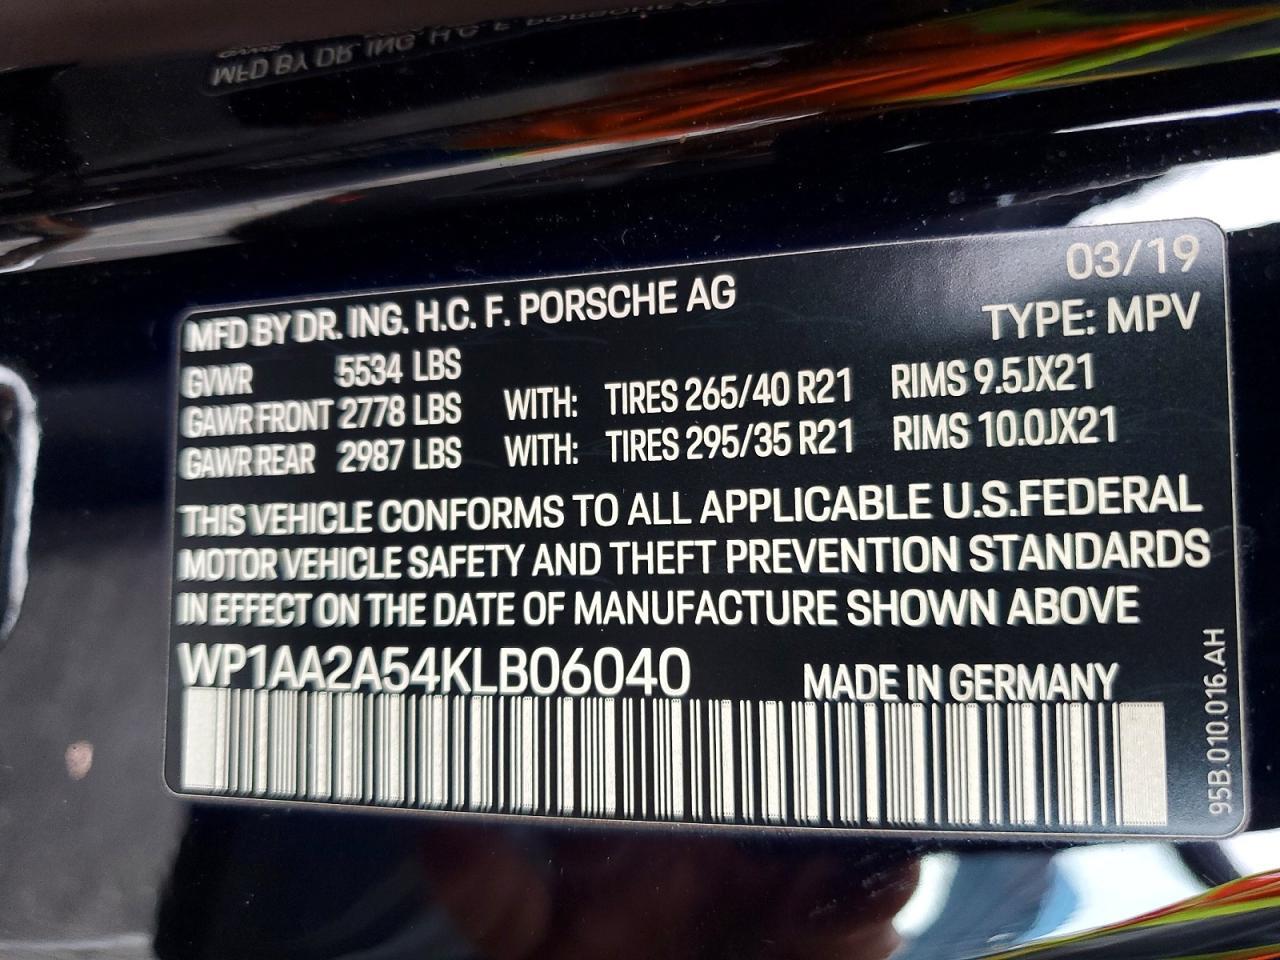 03/19
MFD BY DR. ING. H.C. F. PORSCHE AG
TYPE: MPV
GVWR 5534 LBS
GAWR FRONT 2778 LBS WITH: TIRES 265/40 R21 RIMS 9.5JX21
GAWR REAR 2987 LBS WITH: TIRES 295/35 R21 RIMS 10.0JX21
THIS VEHICLE CONFORMS TO ALL APPLICABLE U.S.FEDERAL
MOTOR VEHICLE SAFETY AND THEFT PREVENTION STANDARDS
IN EFFECT ON THE DATE OF MANUFACTURE SHOWN ABOVE
WP1AA2A54KLB06040 MADE IN GERMANY
95B.010.016.AH